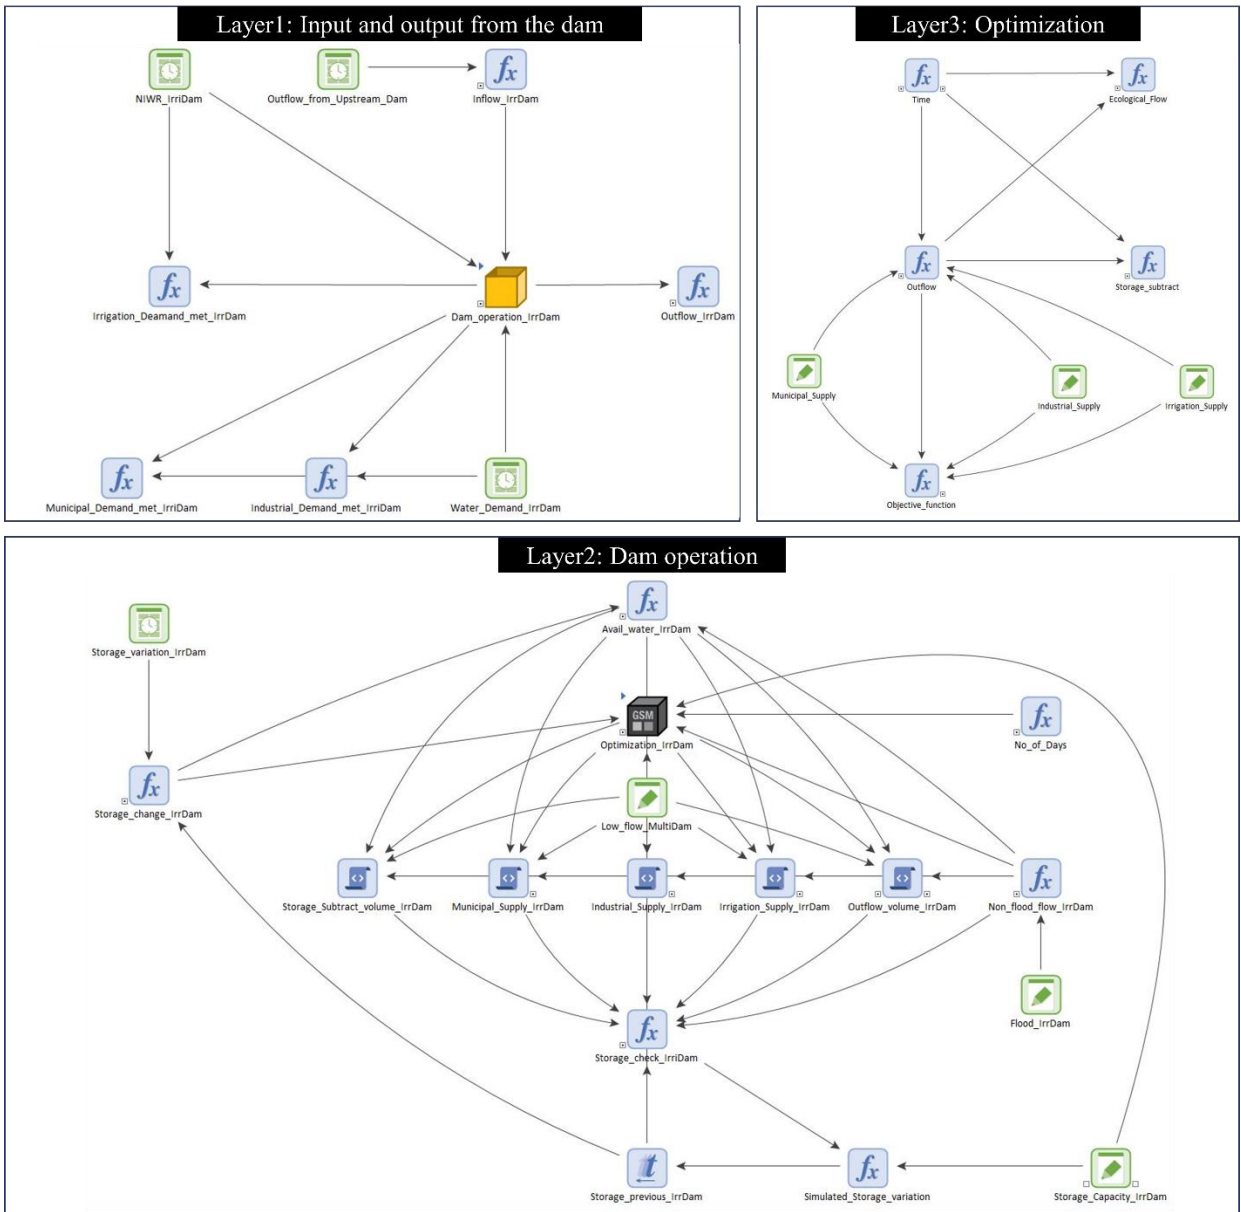 Layer1: Input and output from the dam
NIWR_IrriDam
Outflow_from_Upstream_Dam
Inflow_IrrDam
Irrigation_Deamand_met_IrrDam
Dam_operation_IrrDam
Outflow_IrrDam
Municipal_Demand_met_IrriDam
Industrial_Demand_met_IrriDam
Water_Demand_IrrDam
Layer3: Optimization
Time
Ecological_Flow
Outflow
Storage_subtract
Municipal_Supply
Industrial_Supply
Irrigation_Supply
Objective_function
Layer2: Dam operation
Storage_variation_IrrDam
Avail_water_IrrDam
GSM
Optimization_IrrDam
No_of_Days
Storage_change_IrrDam
Low_flow_MultiDam
Storage_Subtract_volume_IrrDam
Municipal_Supply_IrrDam
Industrial_Supply_IrrDam
Irrigation_Supply_IrrDam
Outflow_volume_IrrDam
Non_flood_flow_IrrDam
Flood_IrrDam
Storage_check_IrriDam
Storage_previous_IrrDam
Simulated_Storage_variation
Storage_Capacity_IrrDam